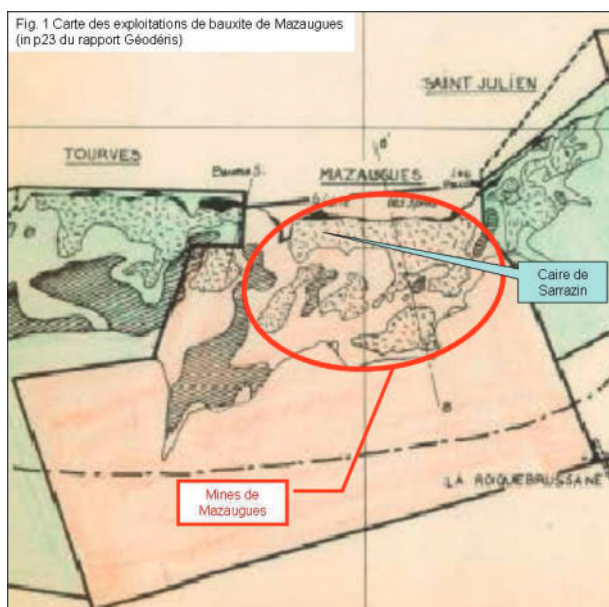 Fig. 1 Carte des exploitations de bauxite de Mazaugues
(in p23 du rapport Géodéris)
SAINT JULIEN
TOURVES
MAZAUGUES
Caire de
Sarrazin
B
Mines de
Mazaugues
LA ROQUEBRUSSANE